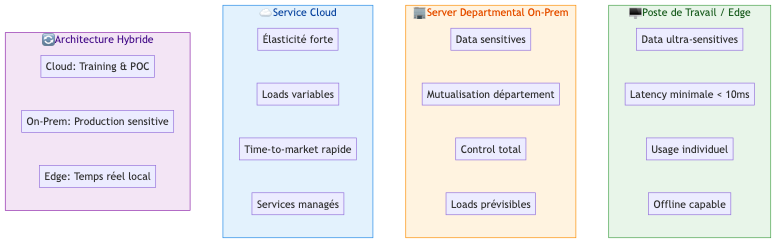 Architecture Hybride
Cloud: Training & POC
On-Prem: Production sensitive
Edge: Temps réel local
Service Cloud
Élasticité forte
Loads variables
Time-to-market rapide
Services managés
Server Departmental On-Prem
Data sensitives
Mutualisation département
Control total
Loads prévisibles
Poste de Travail / Edge
Data ultra-sensitives
Latency minimale < 10ms
Usage individuel
Offline capable